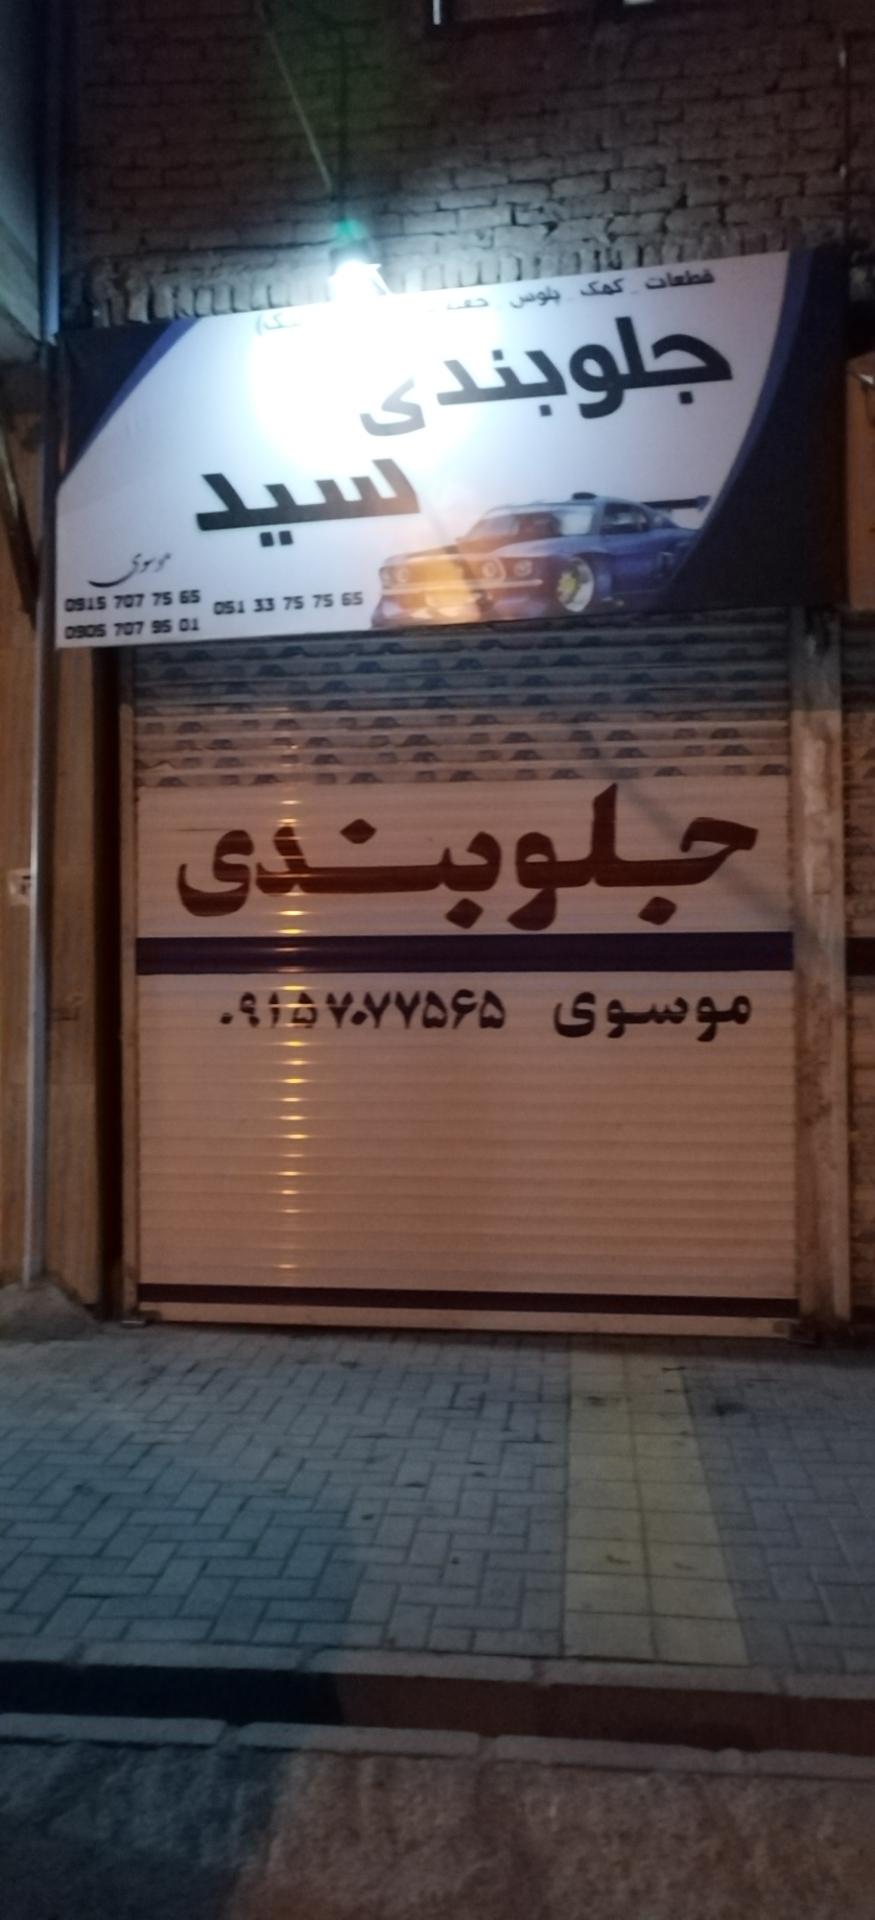 قطعات _ کمک _ پلوس
جلوبندی
سید
موسوی
0915 707 75 65
051 33 75 75 65
0905 707 95 01
جلوبندی
موسوی ۰۹۱۵۷۰۷۷۵۶۵